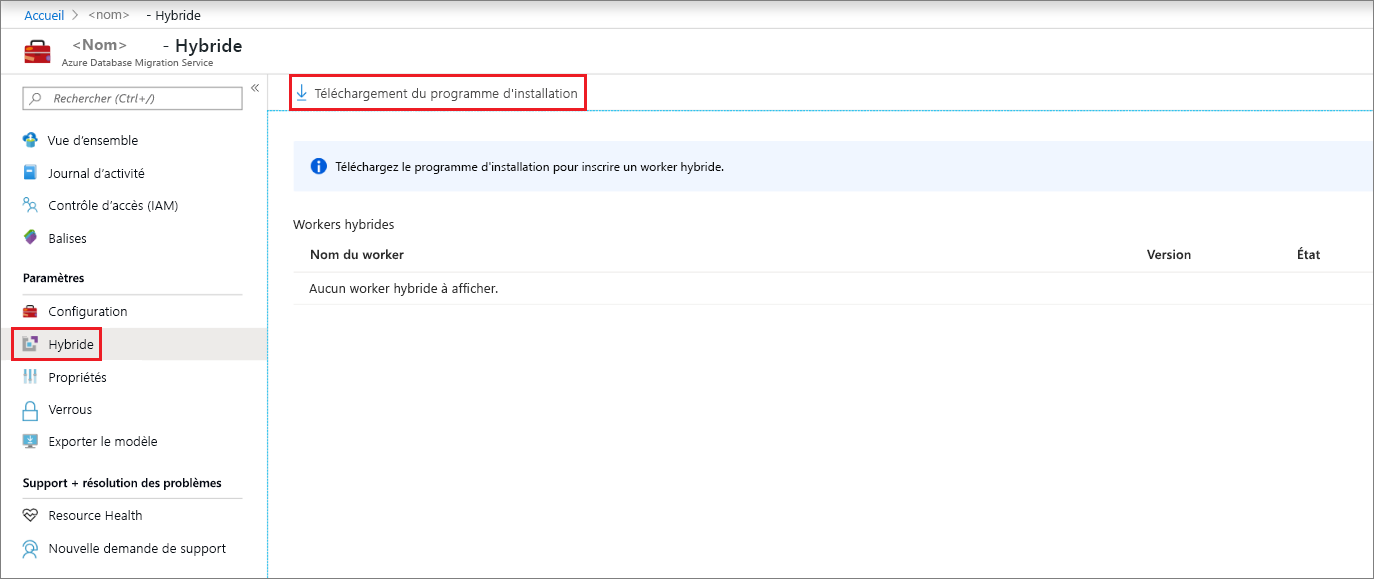 Accueil > <nom> - Hybride
<Nom> - Hybride
Azure Database Migration Service
Rechercher (Ctrl+/)
«
Vue d'ensemble
Journal d'activité
Contrôle d'accès (IAM)
Balises
Paramètres
Configuration
Hybride
Propriétés
Verrous
Exporter le modèle
Support + résolution des problèmes
Resource Health
Nouvelle demande de support
Téléchargement du programme d'installation
Téléchargez le programme d'installation pour inscrire un worker hybride.
Workers hybrides
Nom du worker Version État
Aucun worker hybride à afficher.